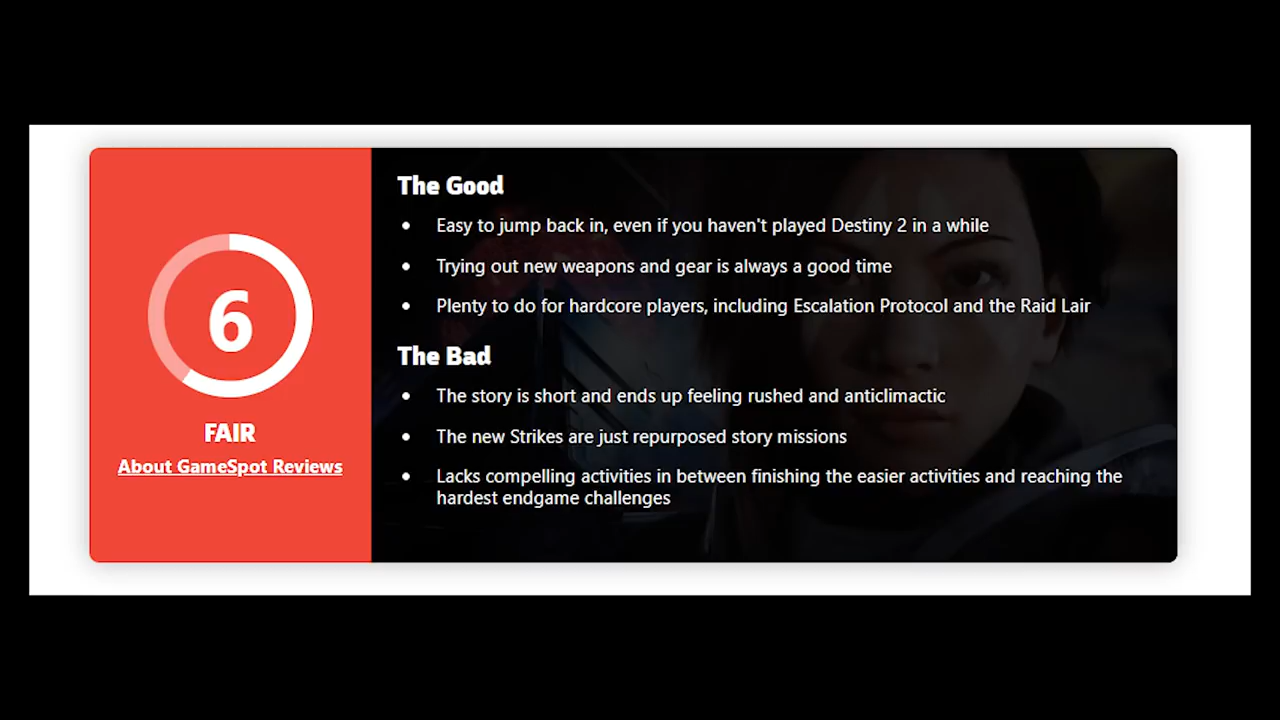 The Good
Easy to jump back in, even if you haven't played Destiny 2 in a while
Trying out new weapons and gear is always a good time
Plenty to do for hardcore players, including Escalation Protocol and the Raid Lair
6
FAIR
About GameSpot Reviews
The Bad
The story is short and ends up feeling rushed and anticlimactic
The new Strikes are just repurposed story missions
Lacks compelling activities in between finishing the easier activities and reaching the
hardest endgame challenges